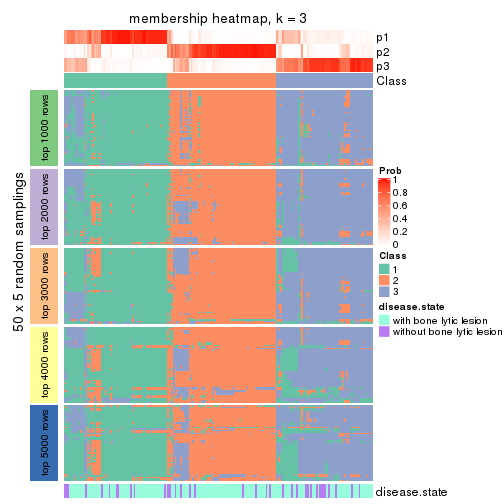 membership heatmap, k = 3
p1
p2
p3
Class
50 x 5 random samplings
top 1000 rows
top 2000 rows
top 3000 rows
top 4000 rows
top 5000 rows
disease.state
Prob
1
0.8
0.6
0.4
0.2
0
Class
1
2
3
disease.state
with bone lytic lesion
without bone lytic lesion